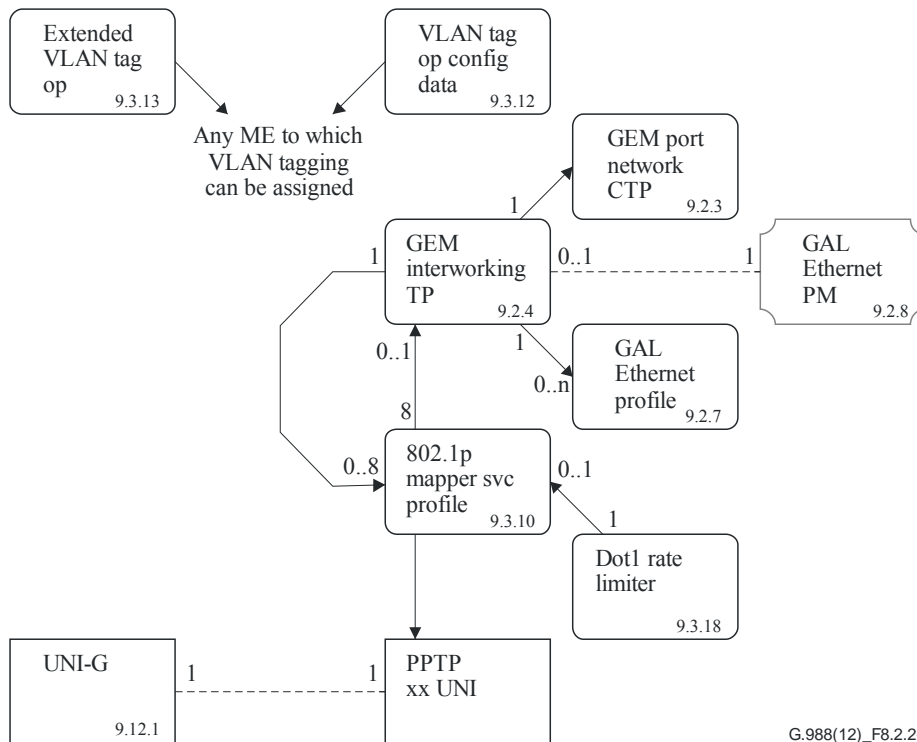 Extended
VLAN tag
op
9.3.13
VLAN tag
op config
data
9.3.12
Any ME to which
VLAN tagging
can be assigned
GEM port
network
CTP
9.2.3
1
1
GEM
interworking
TP
9.2.4
0..1
1
GAL
Ethernet
PM
9.2.8
0..1
1
0..n
GAL
Ethernet
profile
9.2.7
8
0..8
802.1p
mapper svc
profile
9.3.10
0..1
1
Dot1 rate
limiter
9.3.18
UNI-G
9.12.1
1
1
PPTP
xx UNI
G.988(12)_F8.2.2